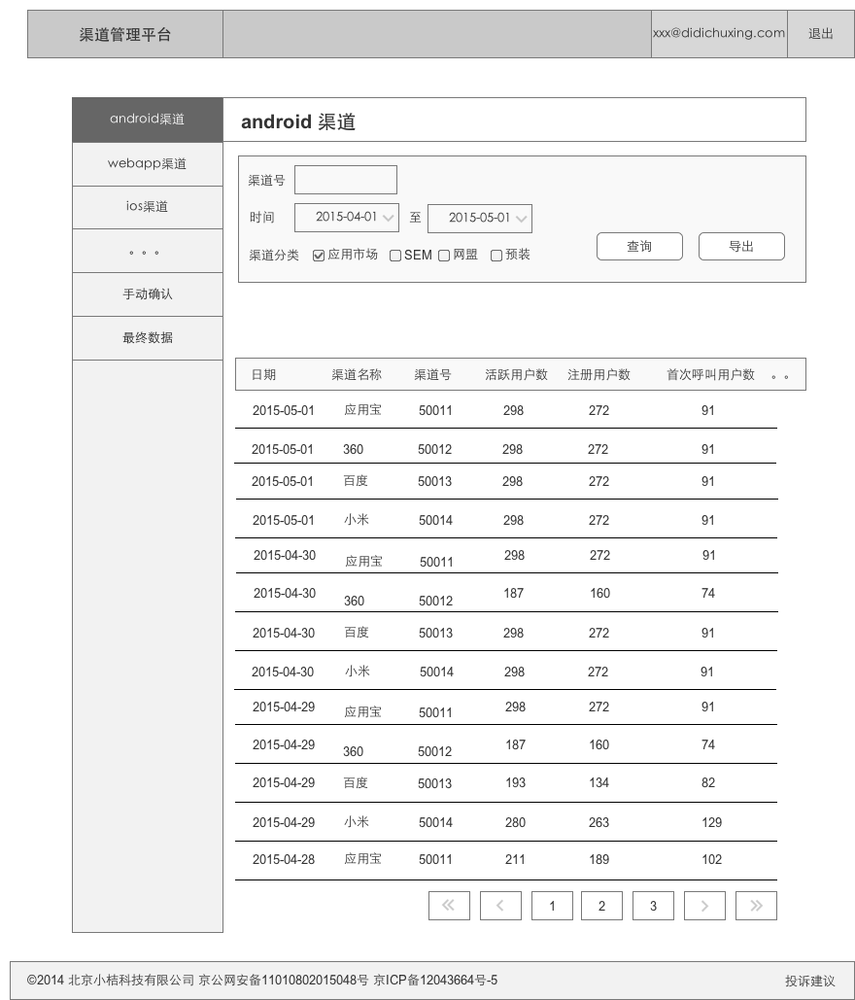 渠道管理平台 xxx@didichuxing.com 退出
android渠道
webapp渠道
ios渠道
。。。
手动确认
最终数据
android 渠道
渠道号
时间 2015-04-01 至 2015-05-01
渠道分类 应用市场 SEM 网盟 预装 查询 导出
日期 渠道名称 渠道号 活跃用户数 注册用户数 首次呼叫用户数 。。
2015-05-01 应用宝 50011 298 272 91
2015-05-01 360 50012 298 272 91
2015-05-01 百度 50013 298 272 91
2015-05-01 小米 50014 298 272 91
2015-04-30 应用宝 50011 298 272 91
2015-04-30 360 50012 187 160 74
2015-04-30 百度 50013 298 272 91
2015-04-30 小米 50014 298 272 91
2015-04-29 应用宝 50011 298 272 91
2015-04-29 360 50012 187 160 74
2015-04-29 百度 50013 193 134 82
2015-04-29 小米 50014 280 263 129
2015-04-28 应用宝 50011 211 189 102
1 2 3
©2014 北京小桔科技有限公司 京公网安备11010802015048号 京ICP备12043664号-5 投诉建议